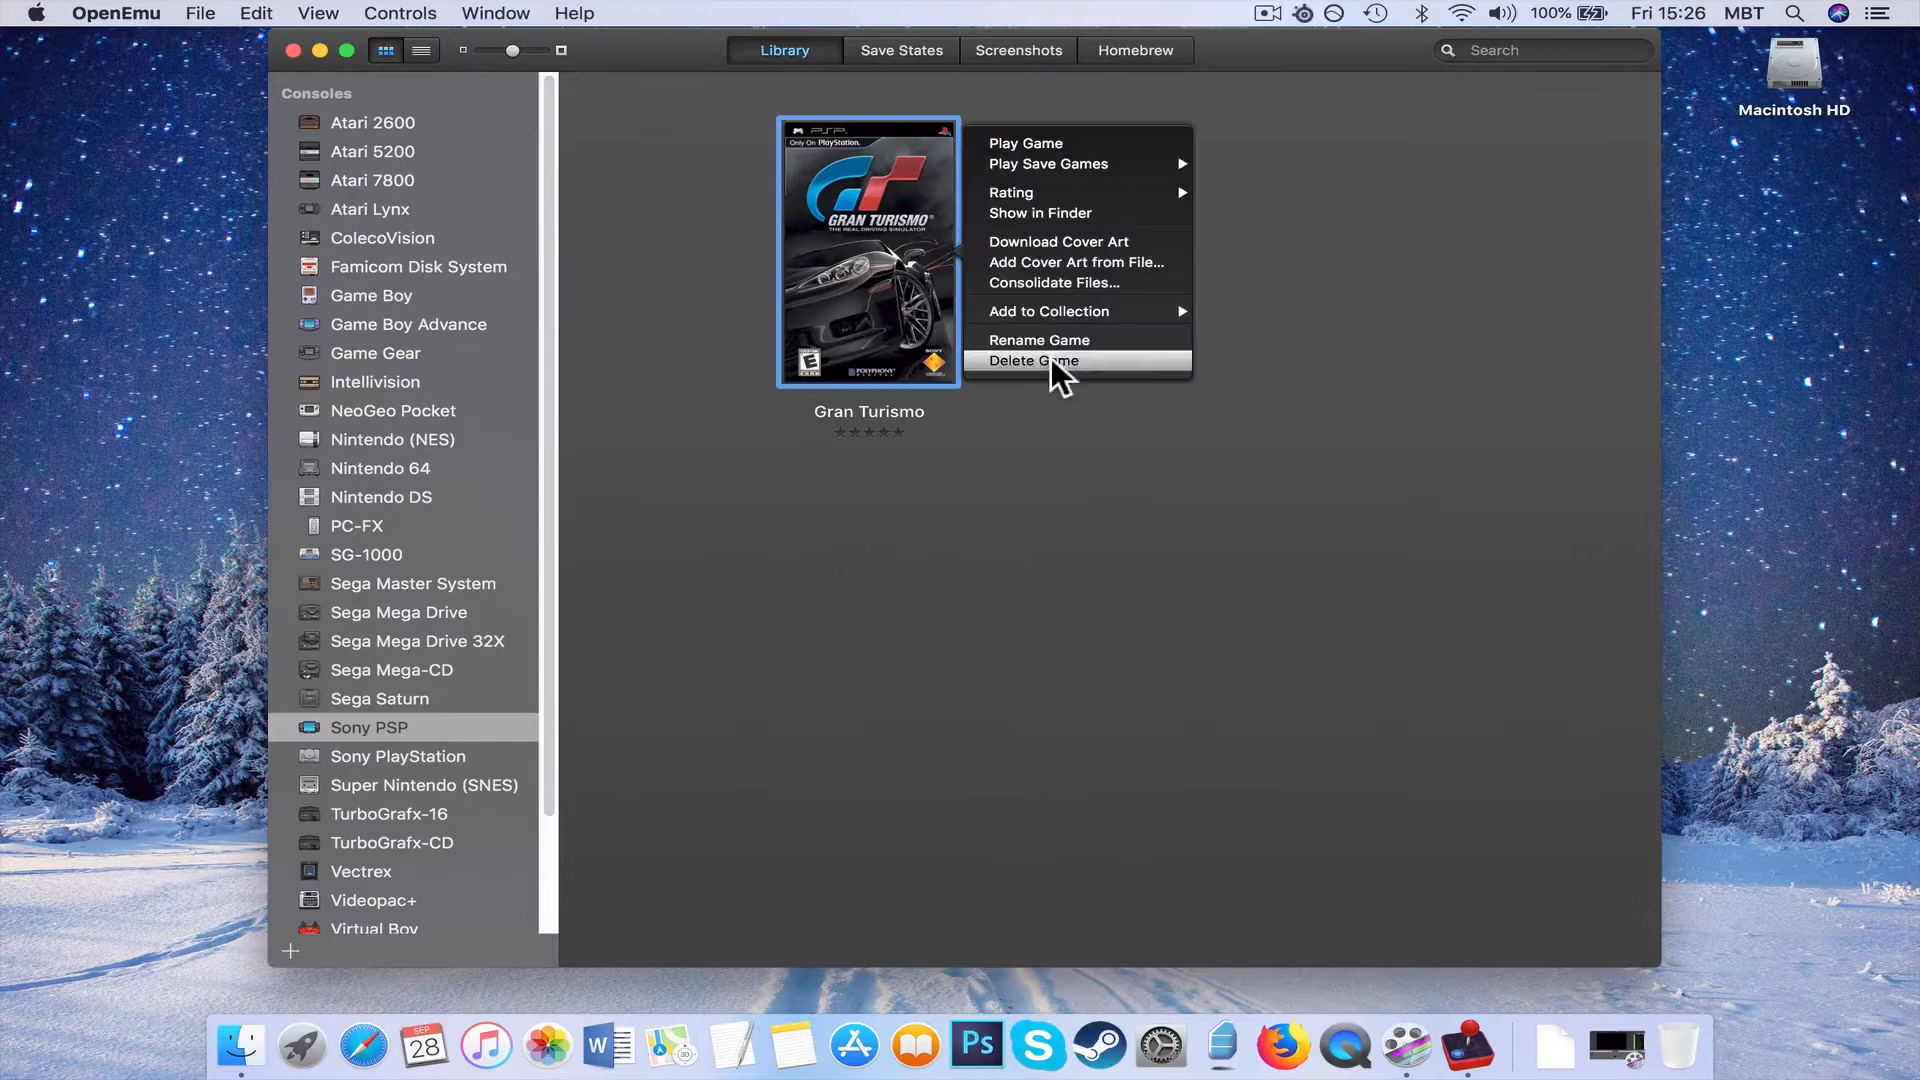 OpenEmu File Edit View Controls Window Help 100% Fri 15:26 MBT
Library Save States Screenshots Homebrew Search
Macintosh HD
Consoles
Atari 2600
Atari 5200
Atari 7800
Atari Lynx
ColecoVision
Famicom Disk System
Game Boy
Game Boy Advance
Game Gear
Intellivision
NeoGeo Pocket
Nintendo (NES)
Nintendo 64
Nintendo DS
PC-FX
SG-1000
Sega Master System
Sega Mega Drive
Sega Mega Drive 32X
Sega Mega-CD
Sega Saturn
Sony PSP
Sony PlayStation
Super Nintendo (SNES)
TurboGrafx-16
TurboGrafx-CD
Vectrex
Videopac+
Virtual Boy
PSP
Only On PlayStation.
GT
GRAN TURISMO
THE REAL DRIVING SIMULATOR
E
POLYPHONY
DIGITAL
SONY
Gran Turismo
Play Game
Play Save Games
Rating
Show in Finder
Download Cover Art
Add Cover Art from File...
Consolidate Files...
Add to Collection
Rename Game
Delete Game
SEP
28
W
3D
Ps
S